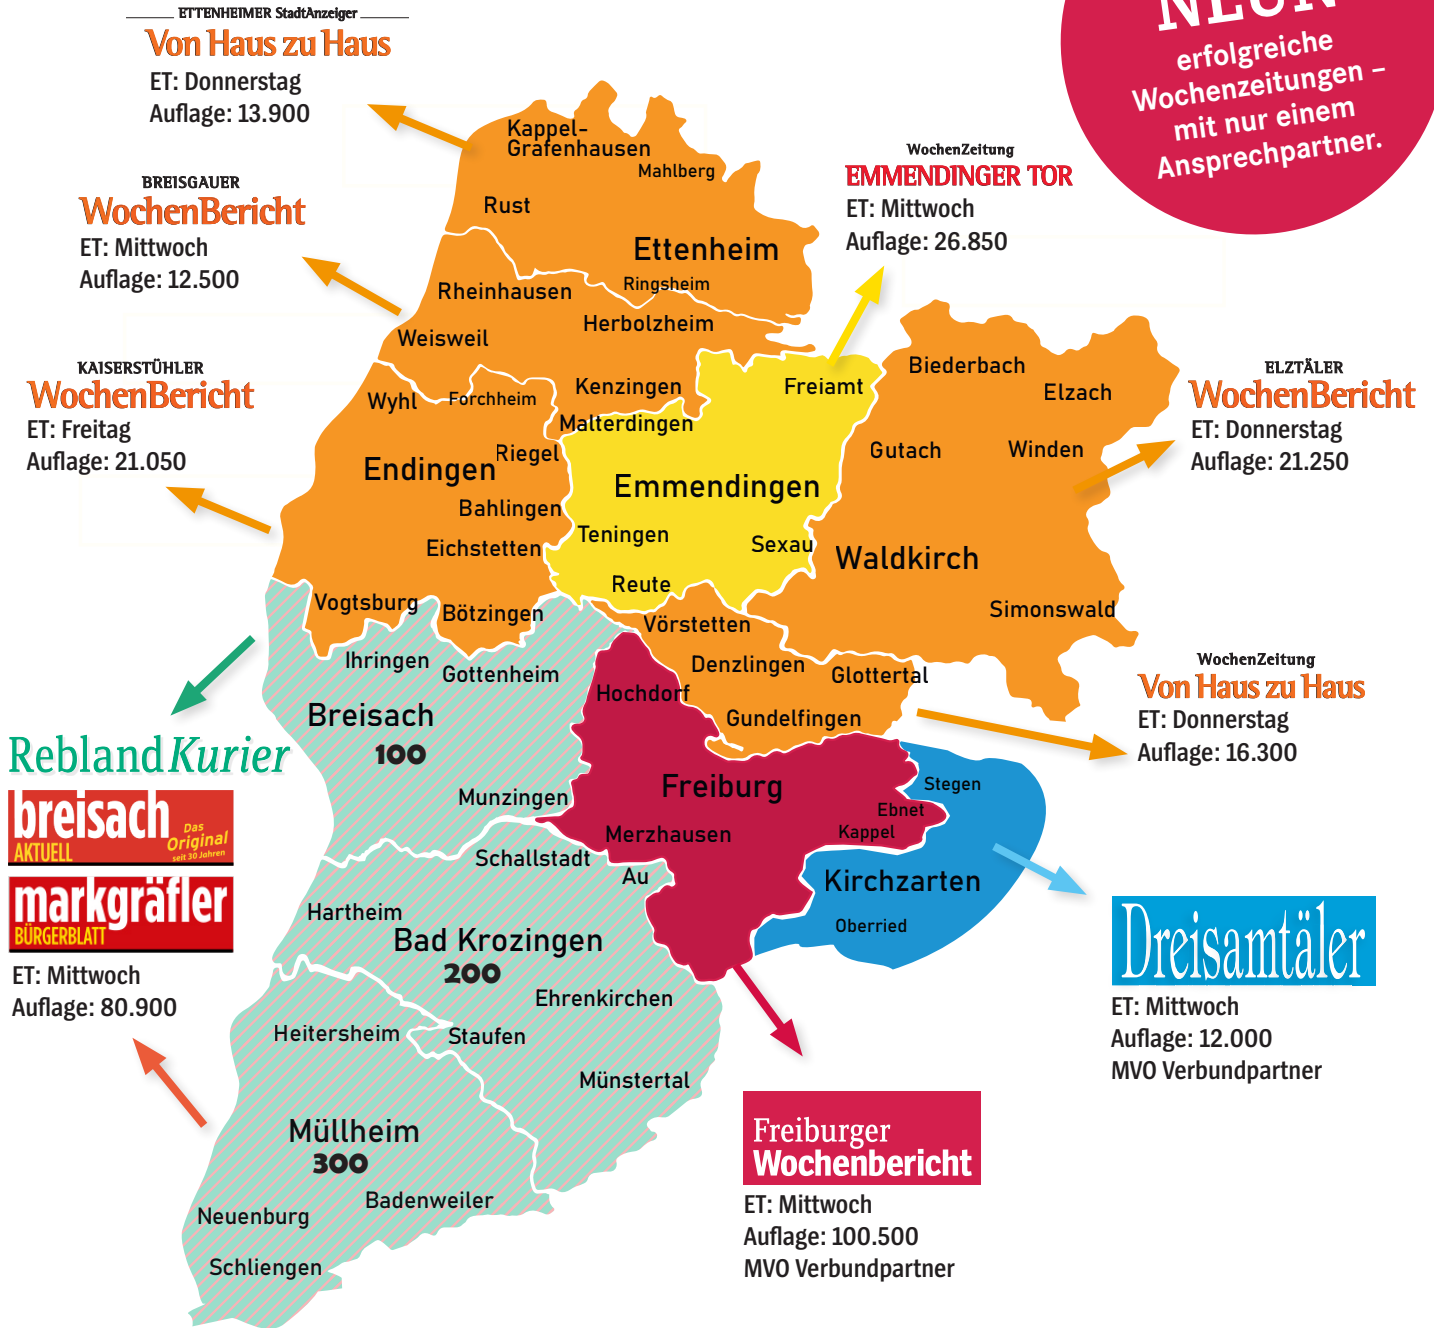 ETTENHEIMER StadtAnzeiger
Von Haus zu Haus
ET: Donnerstag
Auflage: 13.900
NEUN
erfolgreiche
Wochenzeitungen –
mit nur einem
Ansprechpartner.
BREISGAUER
WochenBericht
ET: Mittwoch
Auflage: 12.500
WochenZeitung
EMMENDINGER TOR
ET: Mittwoch
Auflage: 26.850
KAISERSTÜHLER
WochenBericht
ET: Freitag
Auflage: 21.050
ELZTÄLER
WochenBericht
ET: Donnerstag
Auflage: 21.250
Kappel-
Grafenhausen
Mahlberg
Rust
Ettenheim
Ringsheim
Rheinhausen
Herbolzheim
Weisweil
Kenzingen
Wyhl
Forchheim
Malterdingen
Riegel
Endingen
Bahlingen
Eichstetten
Vogtsburg
Bötzingen
Freiamt
Emmendingen
Teningen
Sexau
Reute
Biederbach
Elzach
Gutach
Winden
Waldkirch
Simonswald
Vörstetten
Denzlingen
Glottertal
Gundelfingen
WochenZeitung
Von Haus zu Haus
ET: Donnerstag
Auflage: 16.300
Ihringen
Gottenheim
Breisach
100
Munzingen
Hochdorf
Freiburg
Merzhausen
Ebnet
Kappel
Stegen
Kirchzarten
Oberried
ReblandKurier
breisach
AKTUELL
Das
Original
seit 30 Jahren
markgräfler
BÜRGERBLATT
ET: Mittwoch
Auflage: 80.900
Schallstadt
Au
Hartheim
Bad Krozingen
200
Ehrenkirchen
Heitersheim
Staufen
Münstertal
Müllheim
300
Badenweiler
Neuenburg
Schliengen
Dreisamtäler
ET: Mittwoch
Auflage: 12.000
MVO Verbundpartner
Freiburger
Wochenbericht
ET: Mittwoch
Auflage: 100.500
MVO Verbundpartner